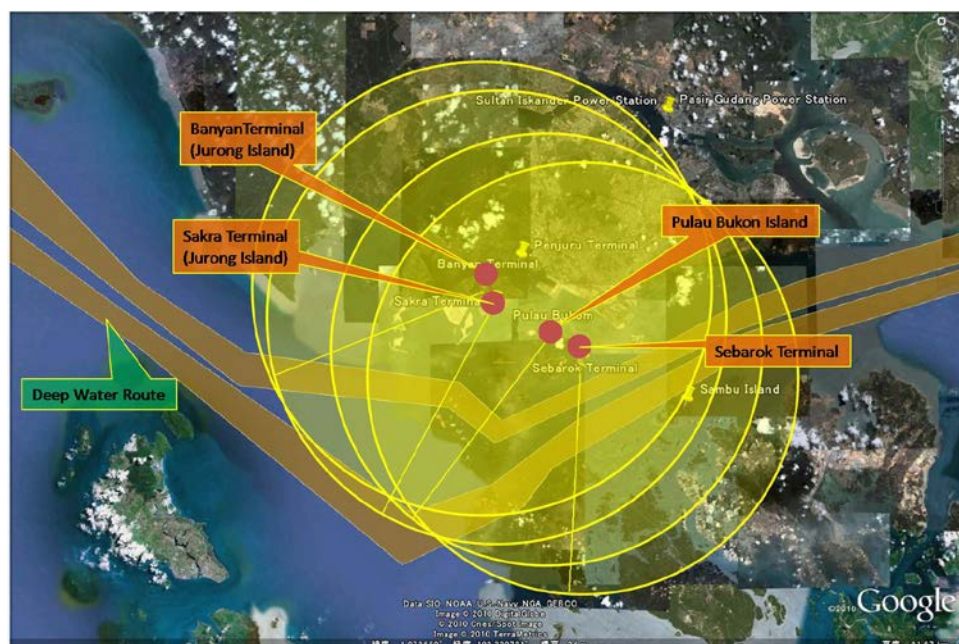 Sultan Iskander Power Station
Pasir Gudang Power Station
BanyanTerminal
(Jurong Island)
Pulau Bukon Island
Sakra Terminal
(Jurong Island)
Penjuru Terminal
Banyan Terminal
Sakra Termina
Pulau Bukom
Sebarok Terminal
Sebarok Terminal
Deep Water Route
Sambu Island
Data SIO, NOAA, U.S. Navy, NGA, GEBCO
Image © 2010 DigitalGlobe
© 2010 Cnes/Spot Image
Image © 2010 TerraMetrics
©2010 Google